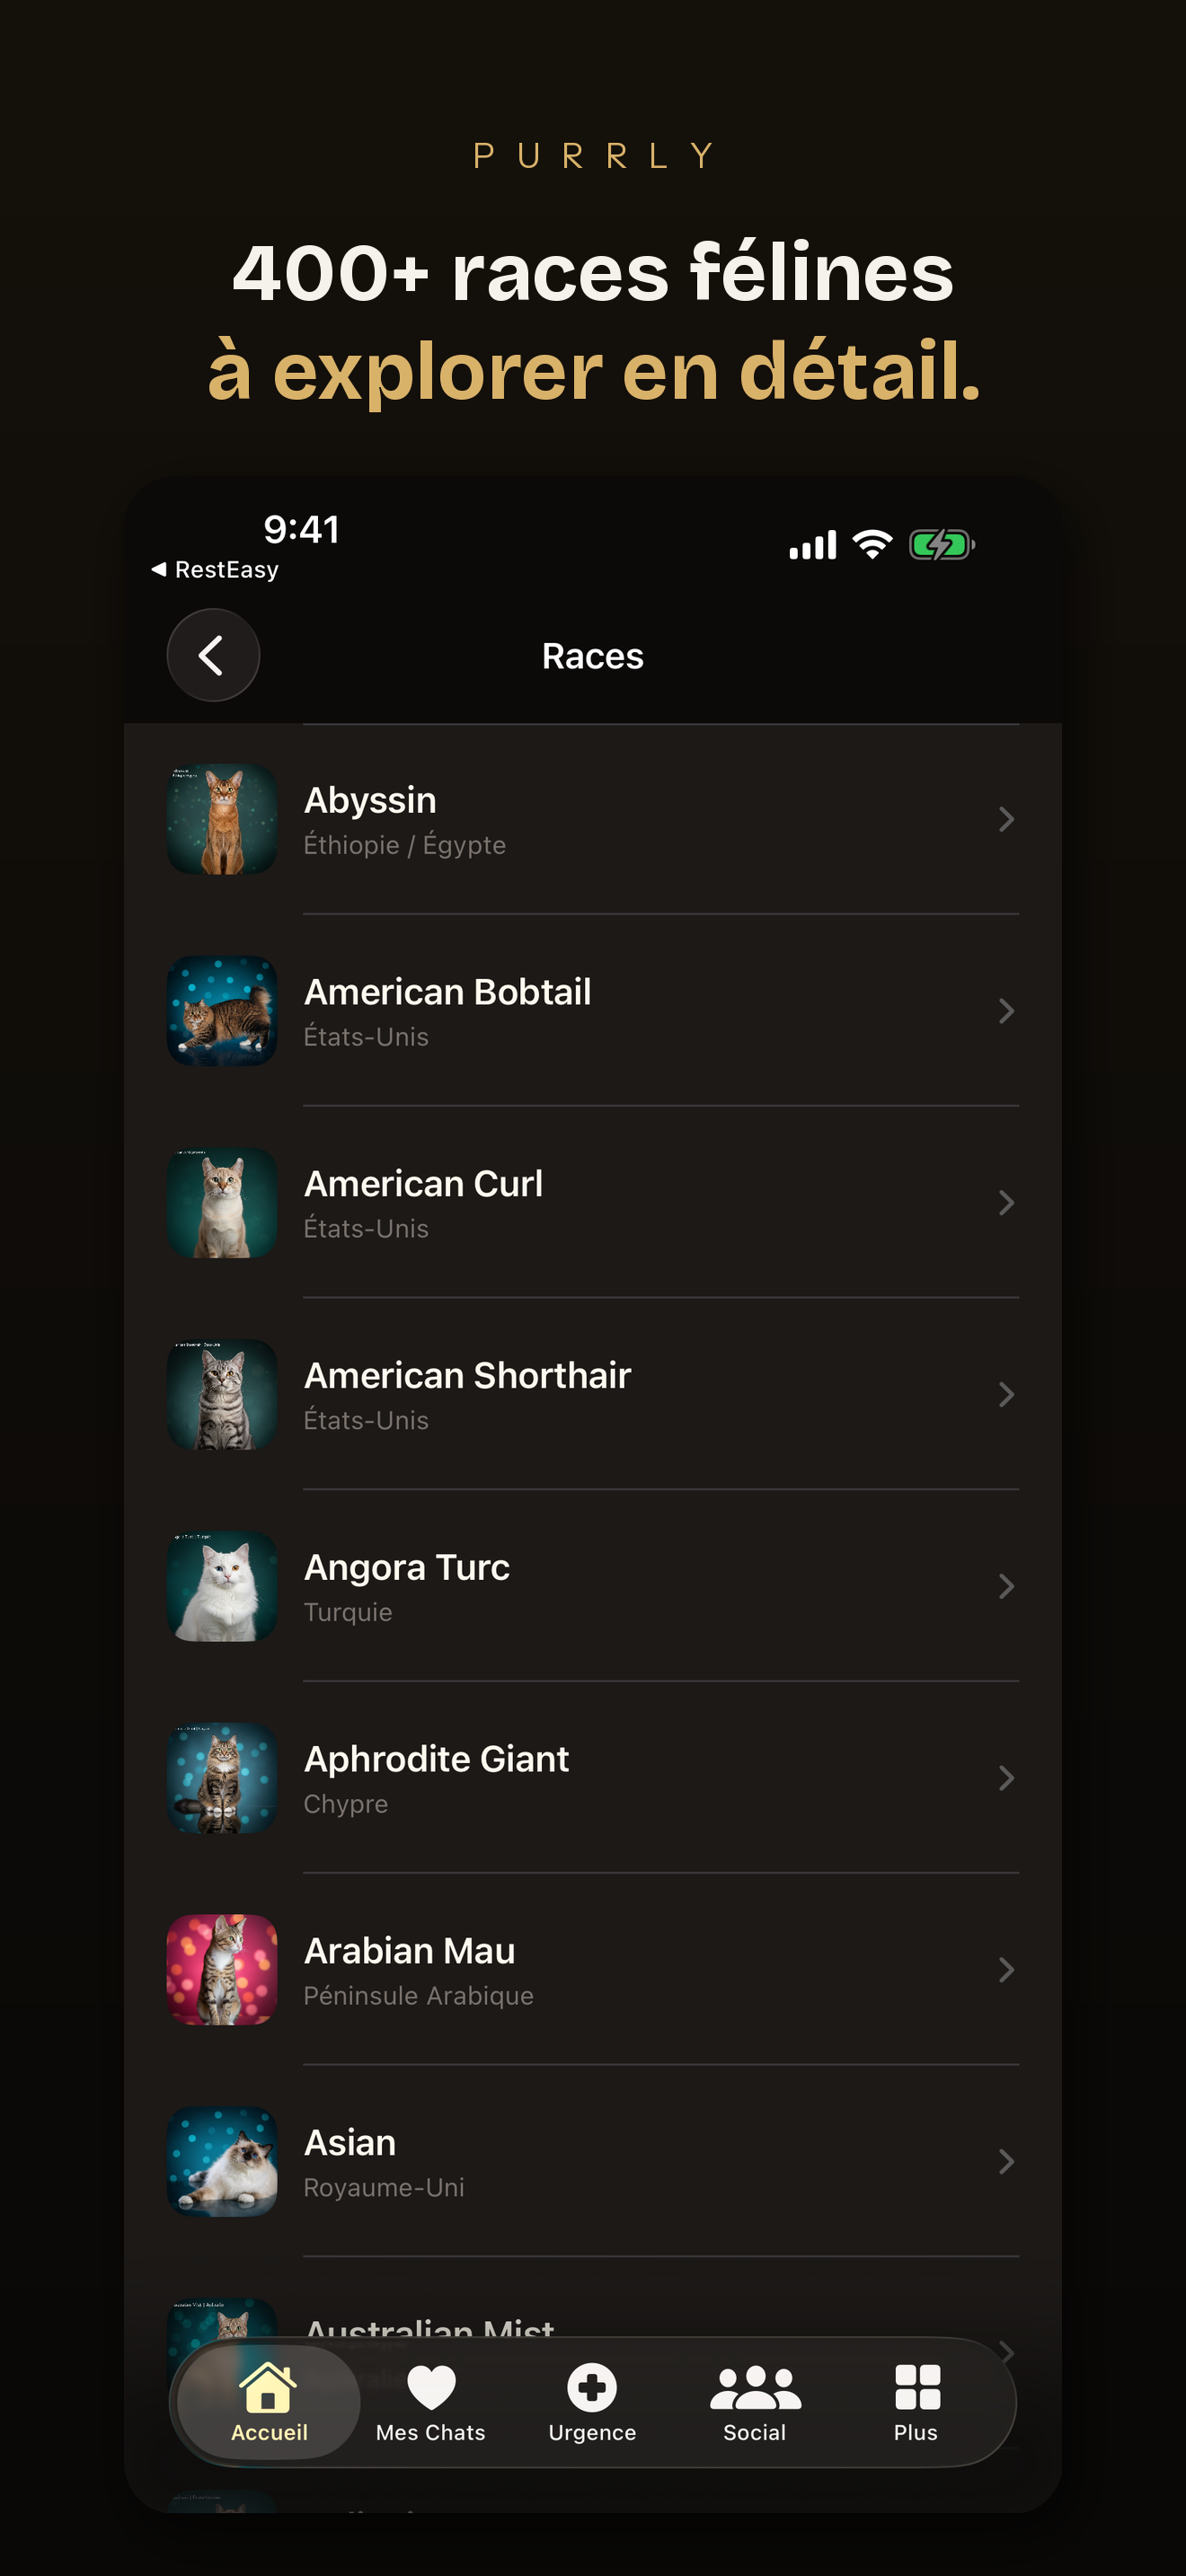 PURRLY
400+ races félines
à explorer en détail.
9:41
◀ RestEasy
Races
Abyssin
Éthiopie / Égypte
American Bobtail
États-Unis
American Curl
États-Unis
American Shorthair
États-Unis
Angora Turc
Turquie
Aphrodite Giant
Chypre
Arabian Mau
Péninsule Arabique
Asian
Royaume-Uni
Australian Mist
Accueil
Mes Chats
Urgence
Social
Plus